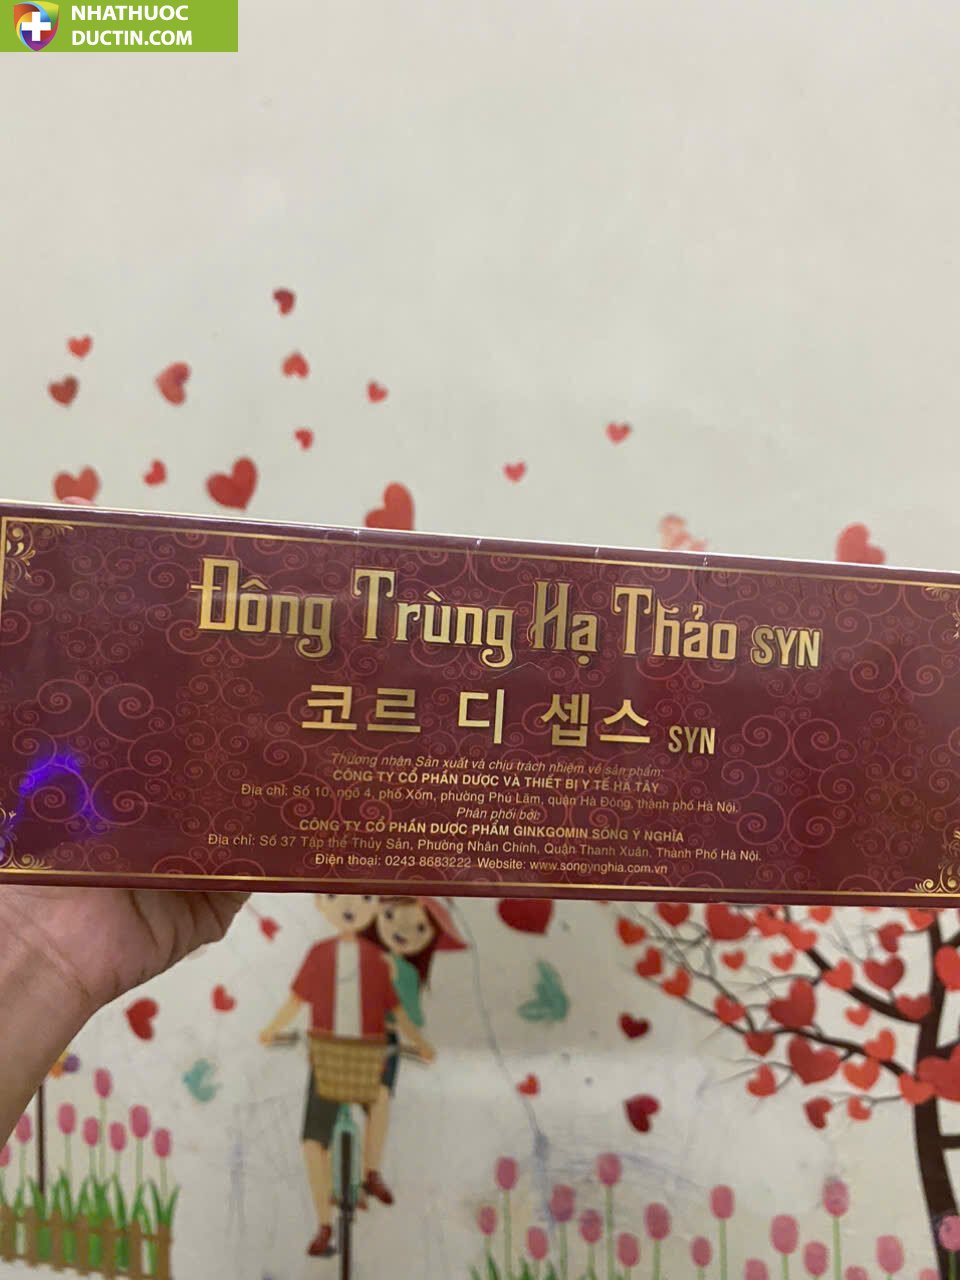 NHATHUOC
DUCTIN.COM
Đông Trùng Hạ Thảo SYN
코르 디 셉스 SYN
Thương nhân Sản xuất và chịu trách nhiệm về sản phẩm:
CÔNG TY CỔ PHẦN DƯỢC VÀ THIẾT BỊ Y TẾ HÀ TÂY
Địa chỉ: Số 10, ngõ 4, phố Xốm, phường Phú Lãm, quận Hà Đông, thành phố Hà Nội.
Phân phối bởi:
CÔNG TY CỔ PHẦN DƯỢC PHẨM GINKGOMIN SỐNG Ý NGHĨA
Địa chỉ: Số 37 Tập thể Thủy Sản, Phường Nhân Chính, Quận Thanh Xuân, Thành Phố Hà Nội.
Điện thoại: 0243 8683222 Website: www.songynghia.com.vn